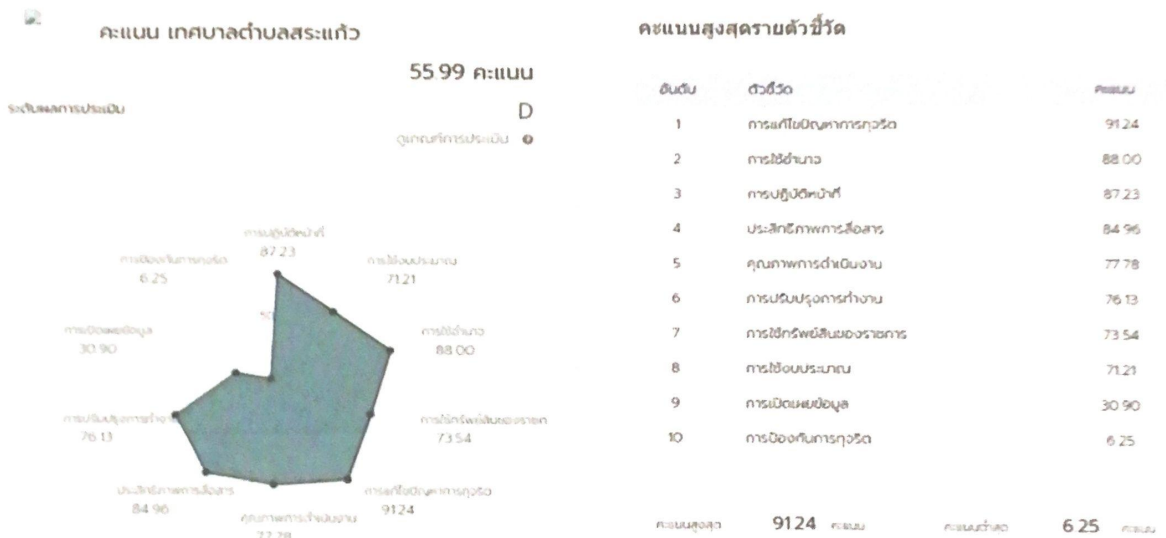 คะแนน เทศบาลตำบลสระแก้ว
55.99 คะแนน
ระดับผลการประเมิน
D
ดูเกณฑ์การประเมิน
การปฏิบัติหน้าที่
87.23
การป้องกันการทุจริต
6.25
การใช้งบประมาณ
71.21
50
การเปิดเผยข้อมูล
30.90
การใช้อำนาจ
88.00
การปรับปรุงการทำงาน
76.13
การใช้ทรัพย์สินของราชก
73.54
ประสิทธิภาพการสื่อสาร
84.96
การแก้ไขปัญหาการทุจริต
91.24
คุณภาพการดำเนินงาน
77.78
คะแนนสูงสุดรายตัวชี้วัด
อันดับ ตัวชี้วัด คะแนน
1 การแก้ไขปัญหาการทุจริต 91.24
2 การใช้อำนาจ 88.00
3 การปฏิบัติหน้าที่ 87.23
4 ประสิทธิภาพการสื่อสาร 84.96
5 คุณภาพการดำเนินงาน 77.78
6 การปรับปรุงการทำงาน 76.13
7 การใช้ทรัพย์สินของราชการ 73.54
8 การใช้งบประมาณ 71.21
9 การเปิดเผยข้อมูล 30.90
10 การป้องกันการทุจริต 6.25
คะแนนสูงสุด 91.24 คะแนน คะแนนต่ำสุด 6.25 คะแนน